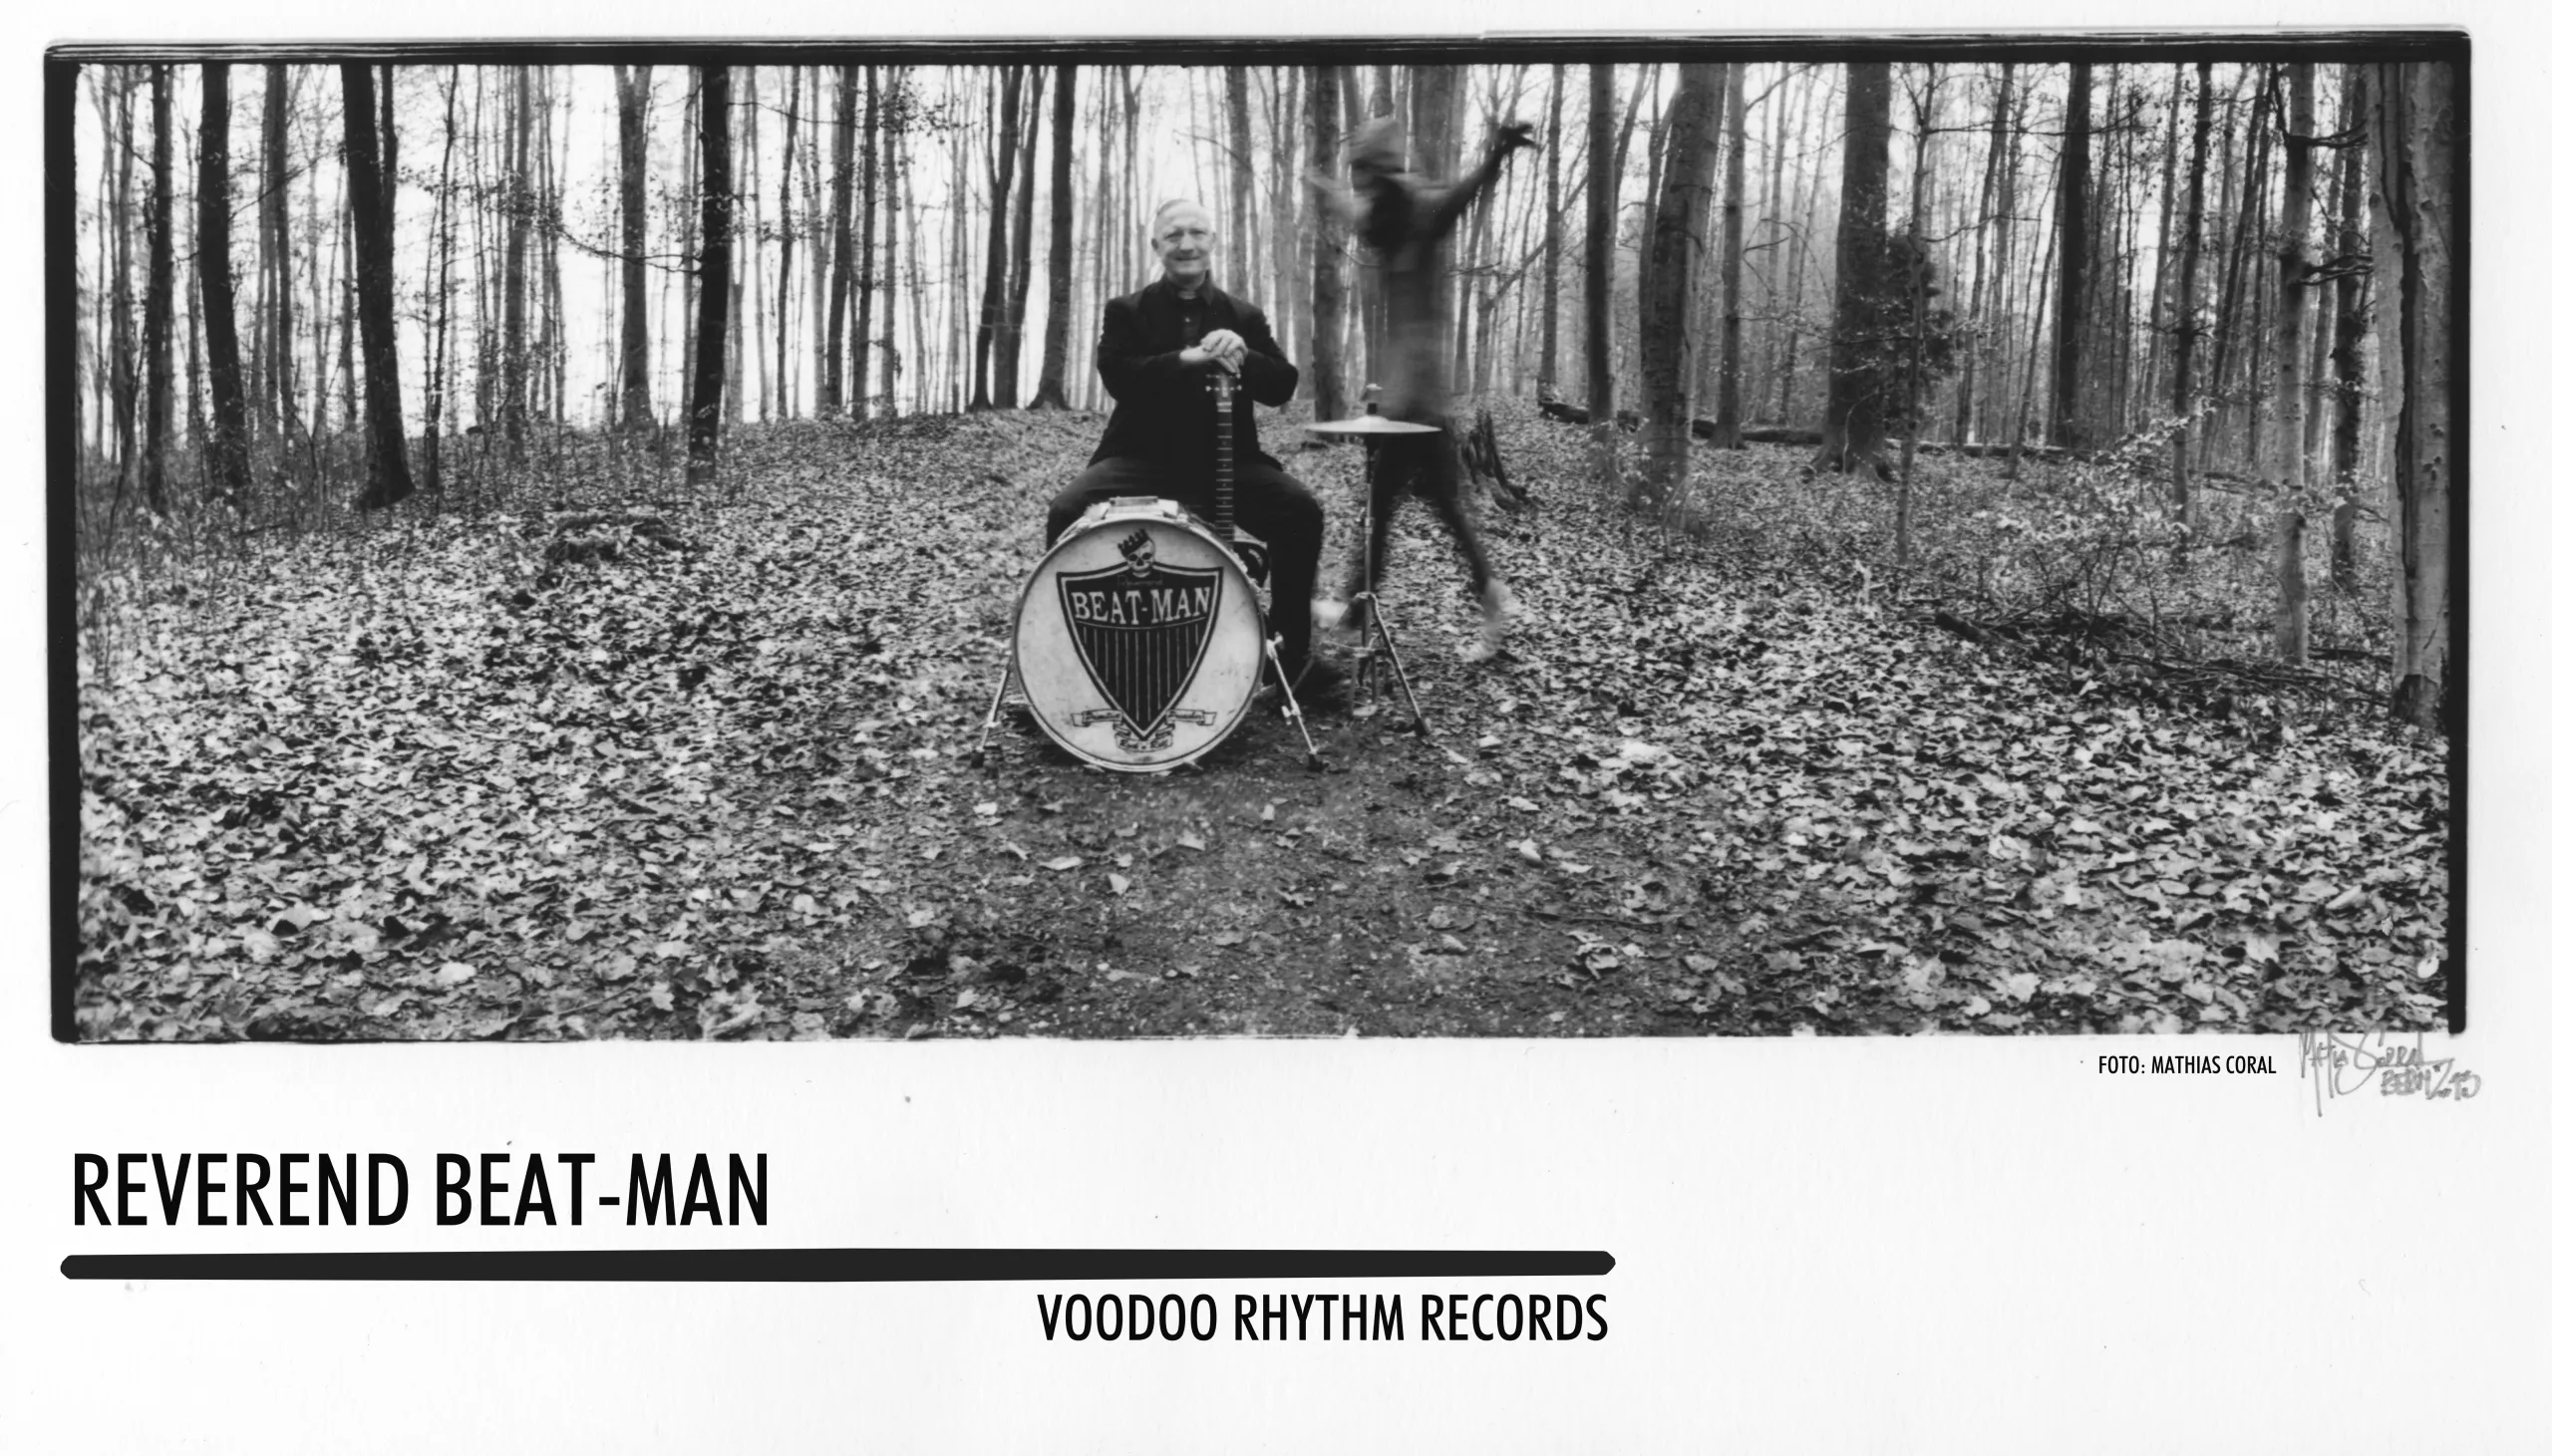 BEAT-MAN
FOTO: MATHIAS CORAL
REVEREND BEAT-MAN
VOODOO RHYTHM RECORDS